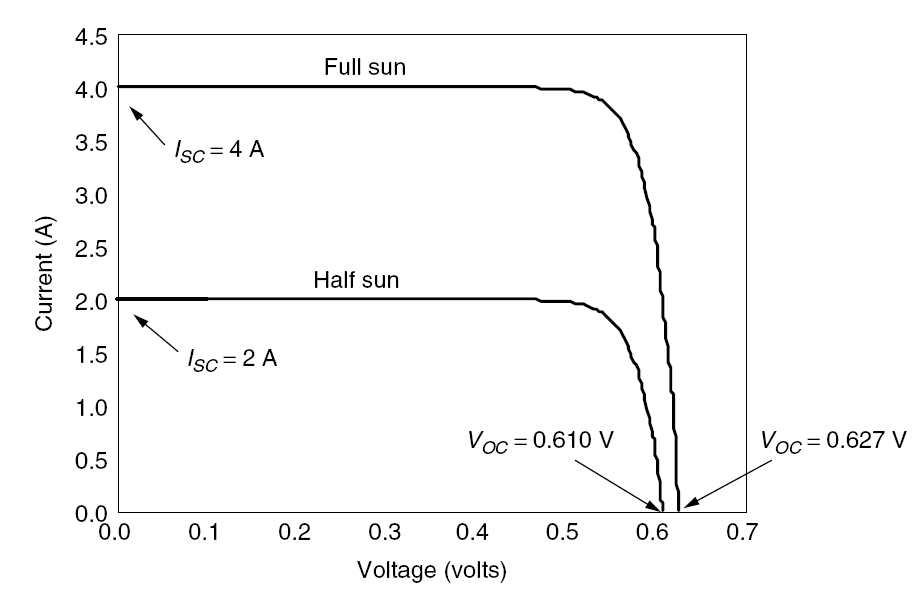 4.5
Full sun
4.0
I_SC = 4 A
3.5
3.0
2.5
Half sun
2.0
I_SC = 2 A
1.5
1.0
V_OC = 0.610 V
V_OC = 0.627 V
0.5
0.0
0.0 0.1 0.2 0.3 0.4 0.5 0.6 0.7
Current (A)
Voltage (volts)